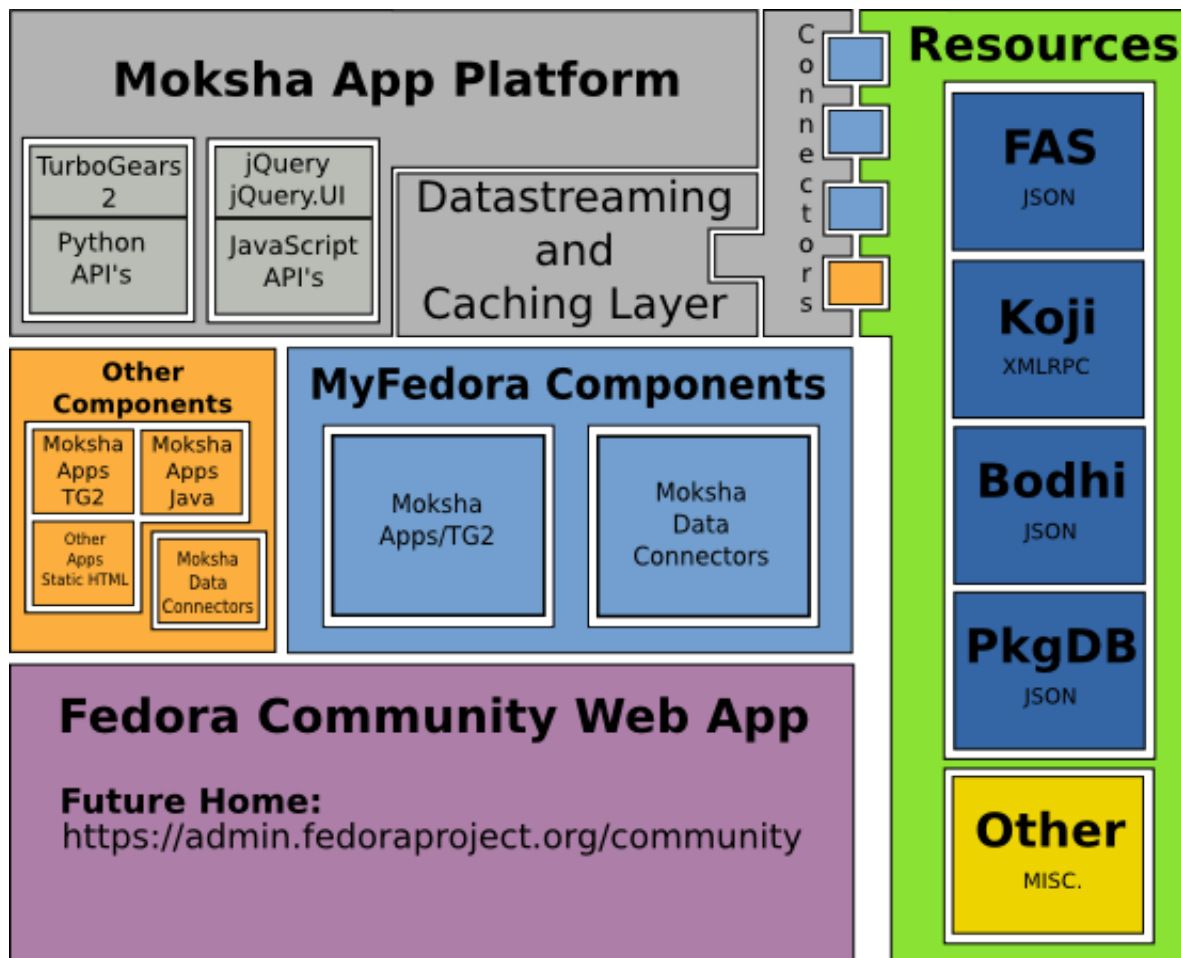 Moksha App Platform
TurboGears
2
Python
API's
jQuery
jQuery.UI
JavaScript
API's
Datastreaming
and
Caching Layer
Connectors
Resources
FAS
JSON
Koji
XMLRPC
Bodhi
JSON
PkgDB
JSON
Other
MISC.
Other
Components
Moksha
Apps
TG2
Moksha
Apps
Java
Other
Apps
Static HTML
Moksha
Data
Connectors
MyFedora Components
Moksha
Apps/TG2
Moksha
Data
Connectors
Fedora Community Web App
Future Home:
https://admin.fedoraproject.org/community